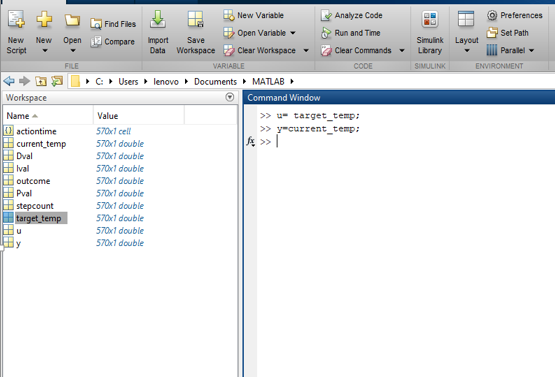 New Script
New
Open
Find Files
Compare
Import Data
Save Workspace
New Variable
Open Variable
Clear Workspace
Analyze Code
Run and Time
Clear Commands
Simulink Library
Layout
Preferences
Set Path
Parallel
FILE
VARIABLE
CODE
SIMULINK
ENVIRONMENT
C: Users lenovo Documents MATLAB
Workspace
Name Value
actiontime 570x1 cell
current_temp 570x1 double
Dval 570x1 double
Ival 570x1 double
outcome 570x1 double
Pval 570x1 double
stepcount 570x1 double
target_temp 570x1 double
u 570x1 double
y 570x1 double
Command Window
>> u= target_temp;
>> y=current_temp;
fx >>